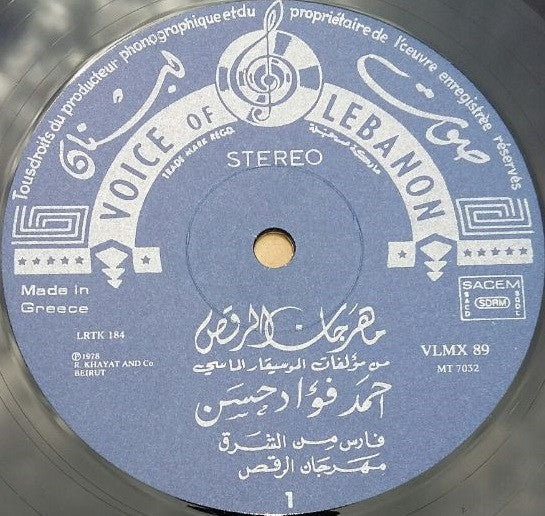 Tous droits du producteur phonographique et du propriétaire de l'œuvre enregistrée réservés
صوت لبنان
VOICE OF LEBANON
TRADE MARK REGD.
ماركة مسجلة
STEREO
Made in
Greece
SACEM
SACD SDRM SGDL
LRTK 184
℗ 1978
R. KHAYAT AND Co
BEIRUT
VLMX 89
MT 7032
مهرجان الرقص
من مؤلفات الموسيقار الماسي
احمد فؤاد حسن
فارس من الشرق
مهرجان الرقص
1